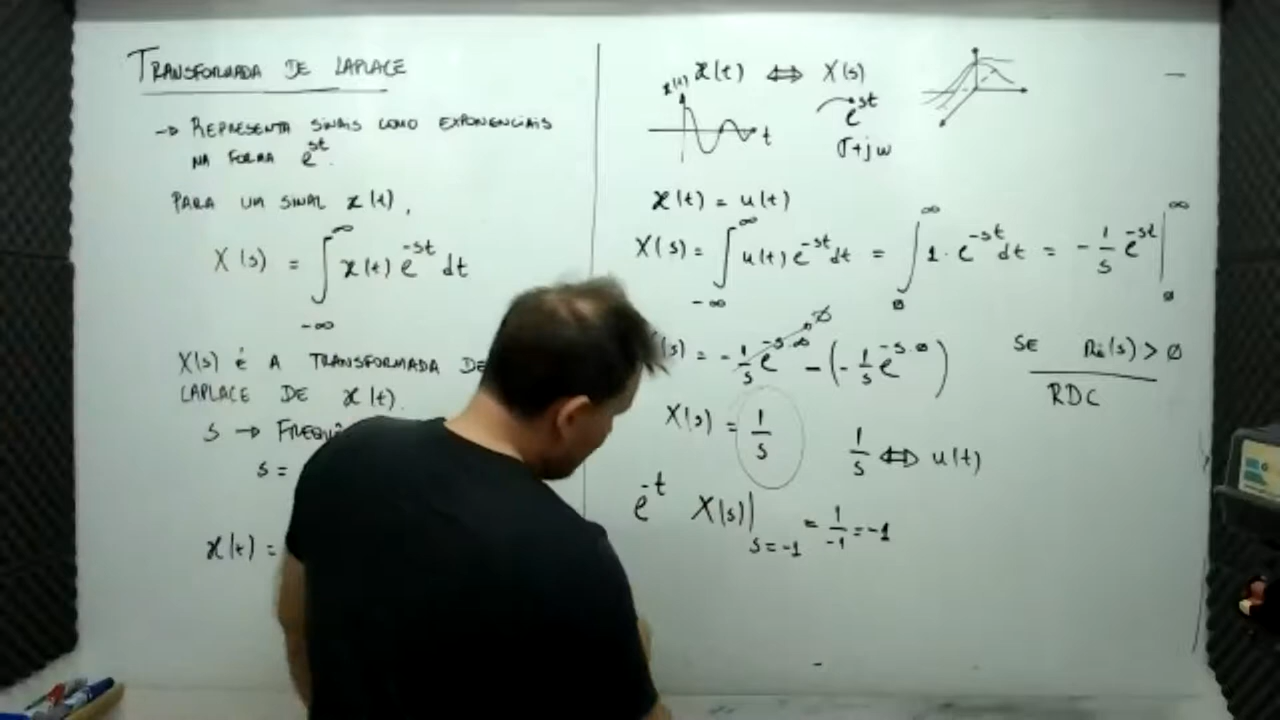 TRANSFORMADA DE LAPLACE
→ REPRESENTA SINAIS COMO EXPONENCIAIS
NA FORMA e^st.
PARA UM SINAL x(t),
X(s) = ∫_{-∞}^{∞} x(t) e^{-st} dt
X(s) é A TRANSFORMADA DE
LAPLACE DE x(t).
s →
s =
x(t) =
x(t) ⇔ X(s)
x(t)
t
e^st
σ+jω
x(t) = u(t)
X(s) = ∫_{-∞}^{∞} u(t) e^{-st} dt = ∫_{0}^{∞} 1·e^{-st} dt = -1/s e^{-st} |_{0}^{∞}
(s) = -1/s e^{-s·∞} → 0 - (-1/s e^{-s·0}) SE Re(s) > 0
RDC
X(s) = 1/s
1/s ⇔ u(t)
e^{-t} X(s)|_{s=-1} = 1/-1 = -1